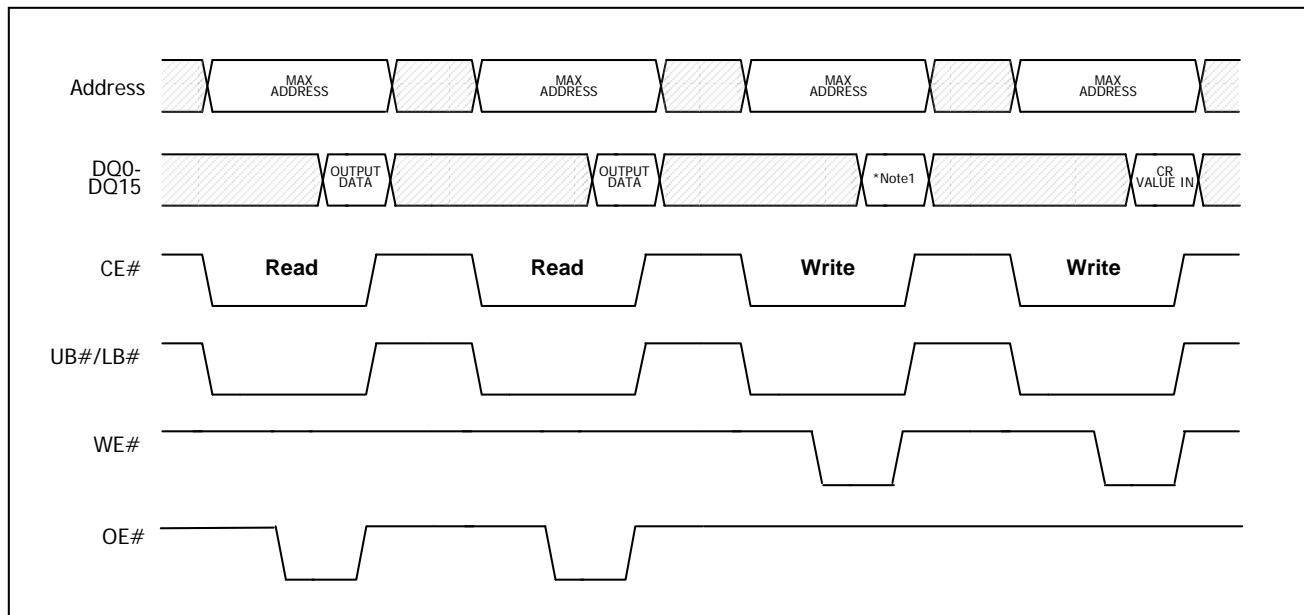 Address
MAX
ADDRESS
MAX
ADDRESS
MAX
ADDRESS
MAX
ADDRESS
DQ0-
DQ15
OUTPUT
DATA
OUTPUT
DATA
*Note1
CR
VALUE IN
CE#
Read
Read
Write
Write
UB#/LB#
WE#
OE#